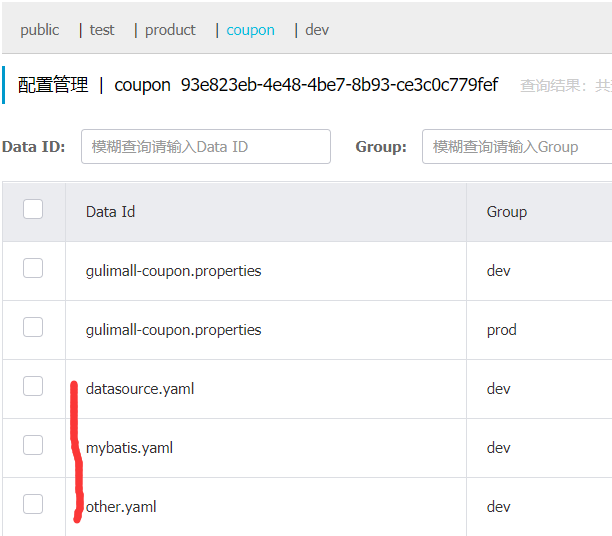 public | test | product | coupon | dev
配置管理 | coupon 93e823eb-4e48-4be7-8b93-ce3c0c779fef 查询结果：共
Data ID: 模糊查询请输入Data ID Group: 模糊查询请输入Group
Data Id Group
gulimall-coupon.properties dev
gulimall-coupon.properties prod
datasource.yaml dev
mybatis.yaml dev
other.yaml dev